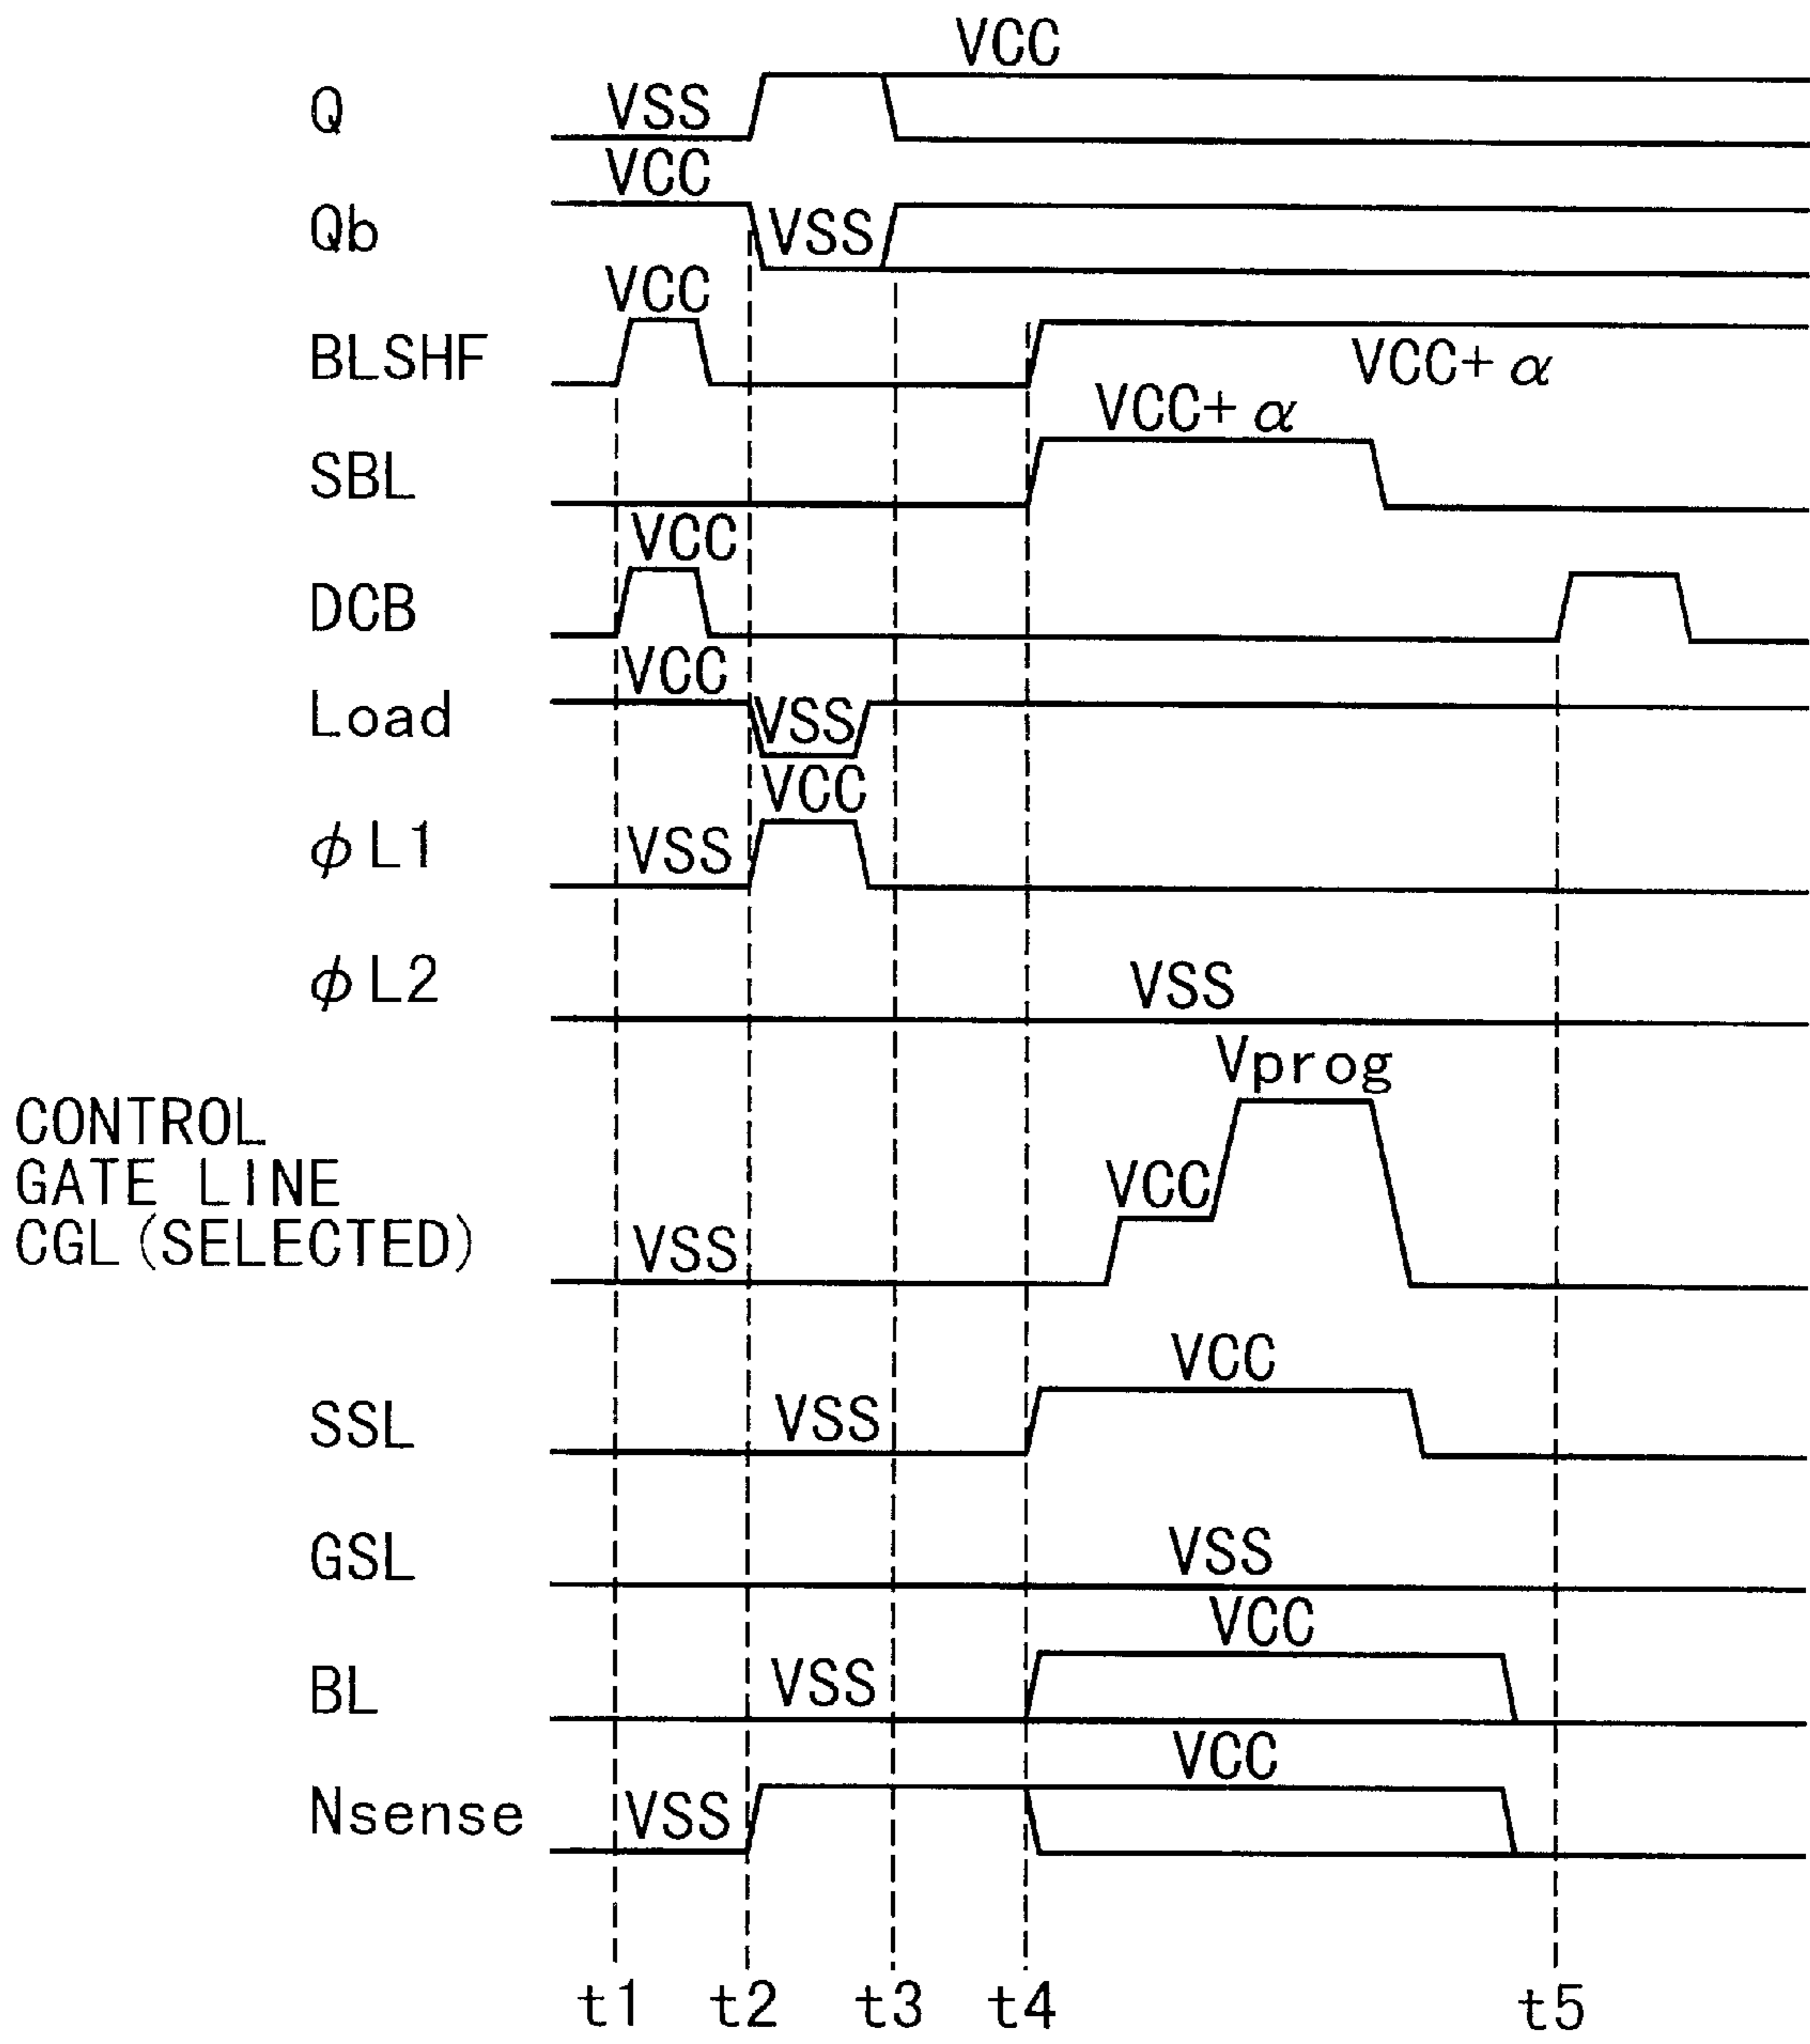 VCC
Q VSS
VCC
Qb VSS
VCC
BLSHF VCC+α
VCC+α
SBL
VCC
DCB
VCC
Load VSS
VCC
φL1 VSS
φL2 VSS
Vprog
CONTROL
GATE LINE VCC
CGL(SELECTED) VSS
VCC
SSL VSS
GSL VSS
VCC
BL VSS
VCC
Nsense VSS
t1 t2 t3 t4 t5